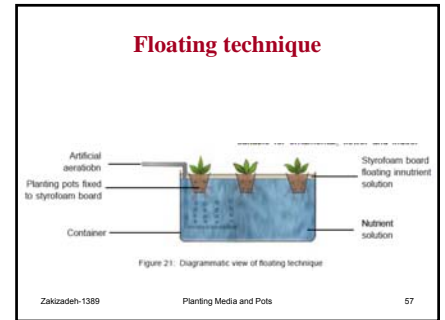 Floating technique
Artificial
aeratiobn
Planting pots fixed
to styrofoam board
Container
Styrofoam board
floating innutrient
solution
Nutrient
solution
Figure 21: Diagrammatic view of floating technique
Zakizadeh-1389
Planting Media and Pots
57